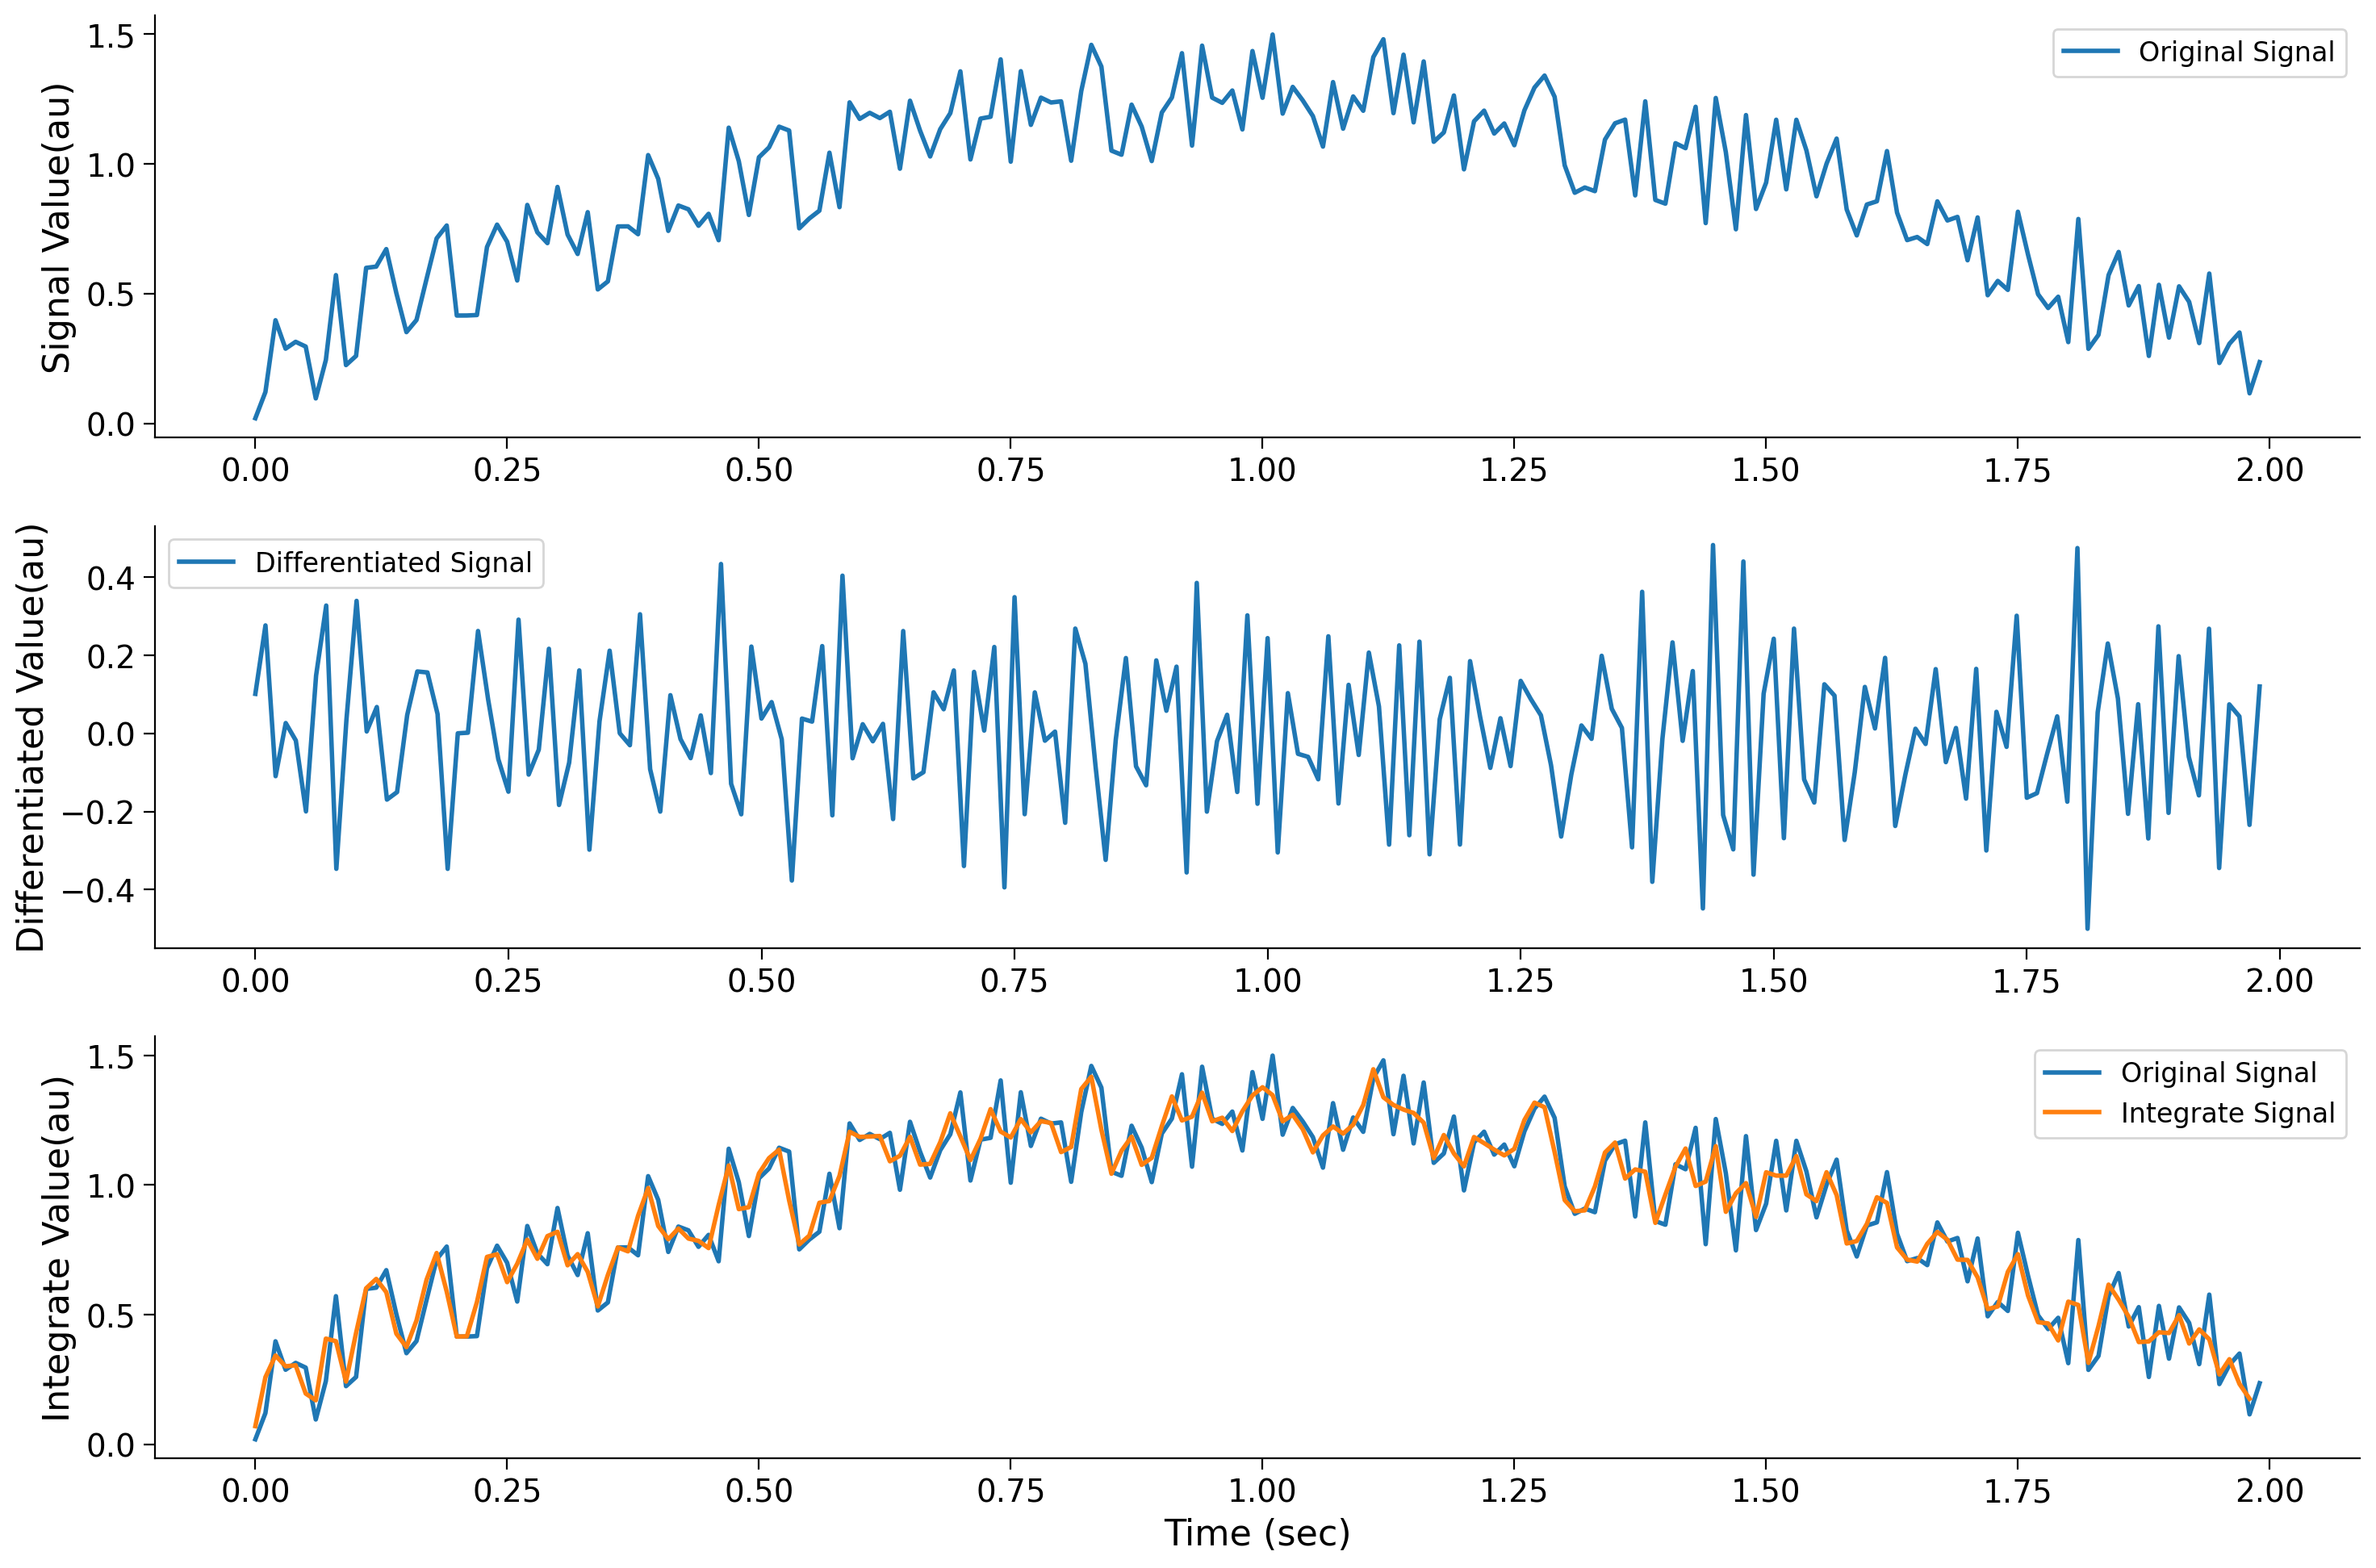 Signal Value(au)
1.5
1.0
0.5
0.0
Original Signal
0.00 0.25 0.50 0.75 1.00 1.25 1.50 1.75 2.00
Differentiated Value(au)
0.4
0.2
0.0
−0.2
−0.4
Differentiated Signal
0.00 0.25 0.50 0.75 1.00 1.25 1.50 1.75 2.00
Integrate Value(au)
1.5
1.0
0.5
0.0
Original Signal
Integrate Signal
0.00 0.25 0.50 0.75 1.00 1.25 1.50 1.75 2.00
Time (sec)